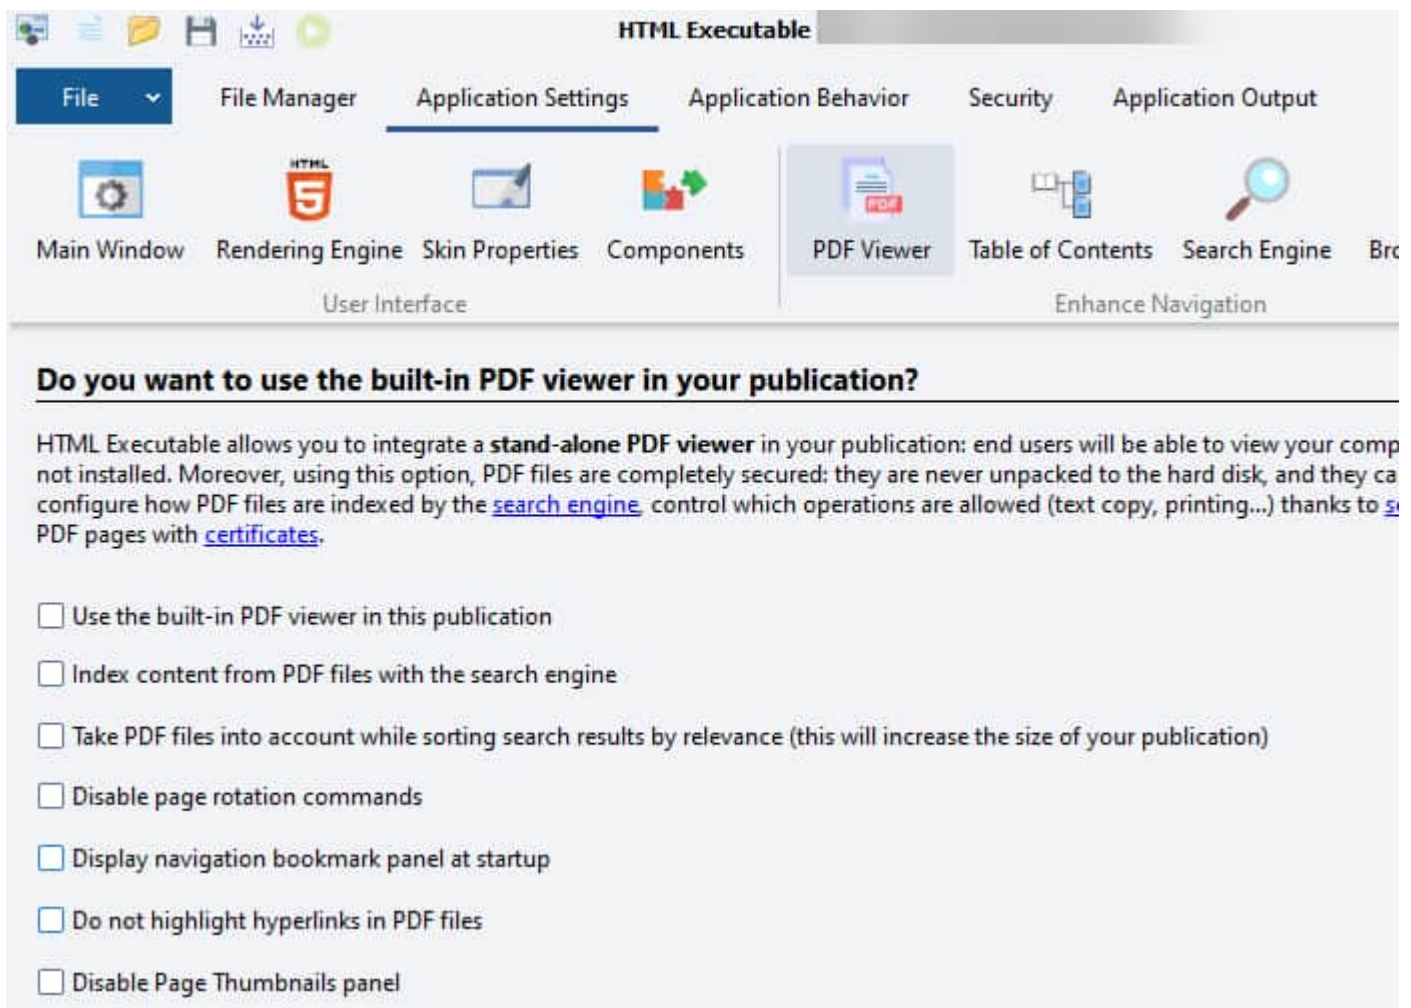 HTML Executable
File
File Manager
Application Settings
Application Behavior
Security
Application Output
HTML
5
Main Window
Rendering Engine
Skin Properties
Components
PDF
PDF Viewer
Table of Contents
Search Engine
User Interface
Enhance Navigation
Do you want to use the built-in PDF viewer in your publication?
HTML Executable allows you to integrate a stand-alone PDF viewer in your publication: end users will be able to view your
not installed. Moreover, using this option, PDF files are completely secured: they are never unpacked to the hard disk, and they
configure how PDF files are indexed by the search engine, control which operations are allowed (text copy, printing...) thanks to
PDF pages with certificates.
Use the built-in PDF viewer in this publication
Index content from PDF files with the search engine
Take PDF files into account while sorting search results by relevance (this will increase the size of your publication)
Disable page rotation commands
Display navigation bookmark panel at startup
Do not highlight hyperlinks in PDF files
Disable Page Thumbnails panel